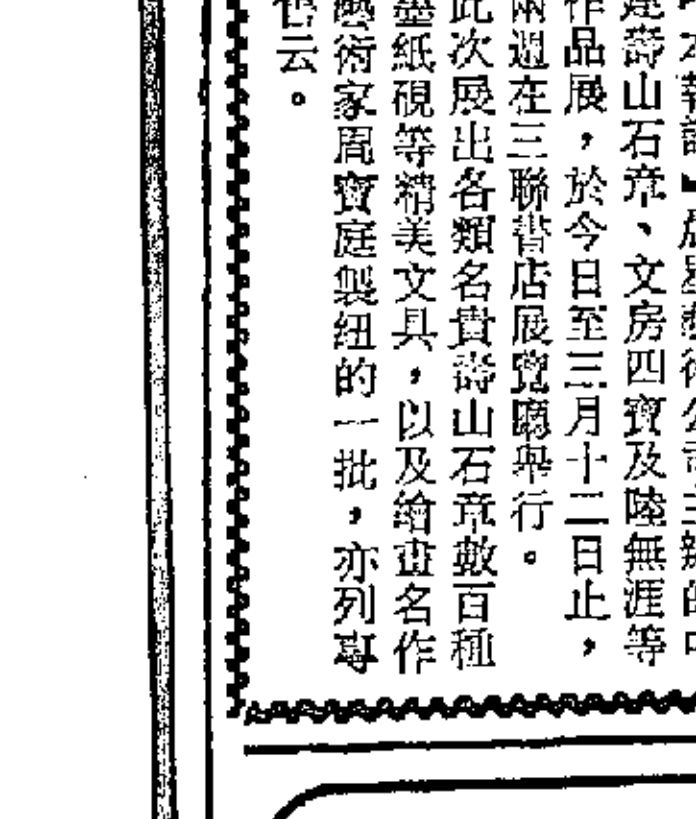 建壽山石章、文房四寶及陸無涯等
作品展，於今日至三月十二日止，
兩週在三聯書店展覽廳舉行。
此次展出各類名貴壽山石章數百種
墨紙硯等精美文具，以及繪畫名作
藝術家周寶庭製紐的一批，亦列專
云。